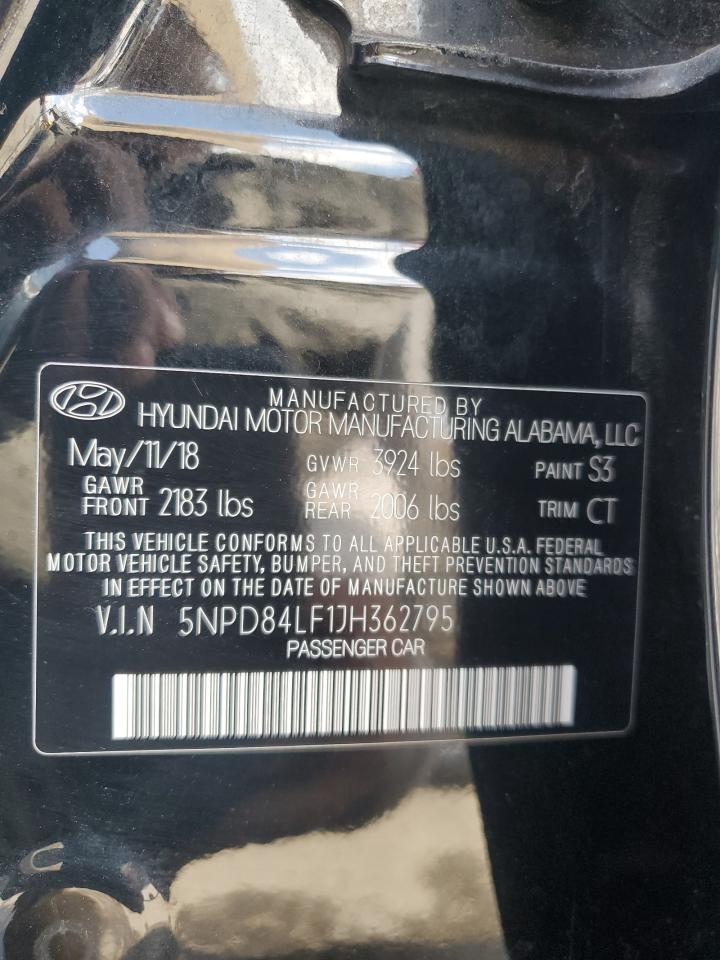 MANUFACTURED BY
HYUNDAI MOTOR MANUFACTURING ALABAMA, LLC
May/11/18 GVWR 3924 lbs PAINT S3
GAWR FRONT 2183 lbs GAWR REAR 2006 lbs TRIM CT
THIS VEHICLE CONFORMS TO ALL APPLICABLE U.S.A. FEDERAL
MOTOR VEHICLE SAFETY, BUMPER, AND THEFT PREVENTION STANDARDS
IN EFFECT ON THE DATE OF MANUFACTURE SHOWN ABOVE
V.I.N 5NPD84LF1JH362795
PASSENGER CAR